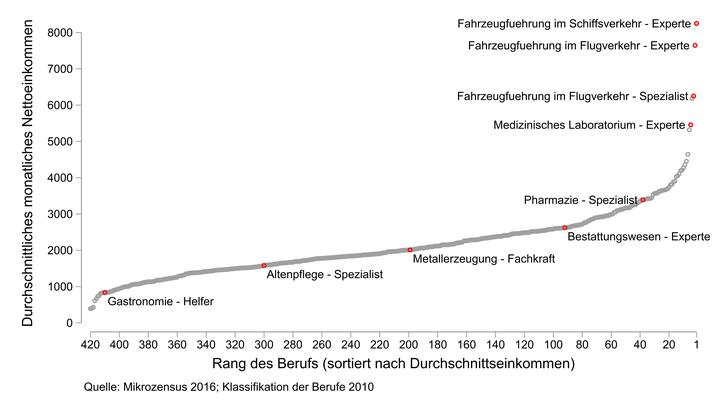 Durchschnittliches monatliches Nettoeinkommen
8000
7000
6000
5000
4000
3000
2000
1000
0
Fahrzeugfuehrung im Schiffsverkehr - Experte
Fahrzeugfuehrung im Flugverkehr - Experte
Fahrzeugfuehrung im Flugverkehr - Spezialist
Medizinisches Laboratorium - Experte
Pharmazie - Spezialist
Bestattungswesen - Experte
Metallerzeugung - Fachkraft
Altenpflege - Spezialist
Gastronomie - Helfer
420 400 380 360 340 320 300 280 260 240 220 200 180 160 140 120 100 80 60 40 20 1
Rang des Berufs (sortiert nach Durchschnittseinkommen)
Quelle: Mikrozensus 2016; Klassifikation der Berufe 2010